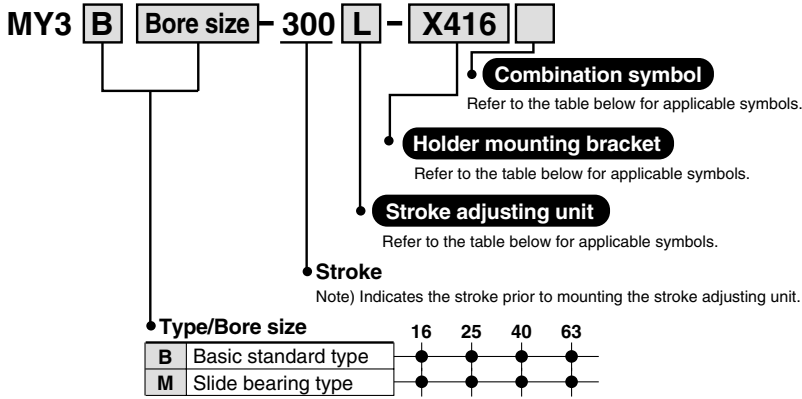 MY3 B Bore size - 300 L - X416
Combination symbol
Refer to the table below for applicable symbols.
Holder mounting bracket
Refer to the table below for applicable symbols.
Stroke adjusting unit
Refer to the table below for applicable symbols.
Stroke
Note) Indicates the stroke prior to mounting the stroke adjusting unit.
Type/Bore size 16 25 40 63
B Basic standard type
M Slide bearing type